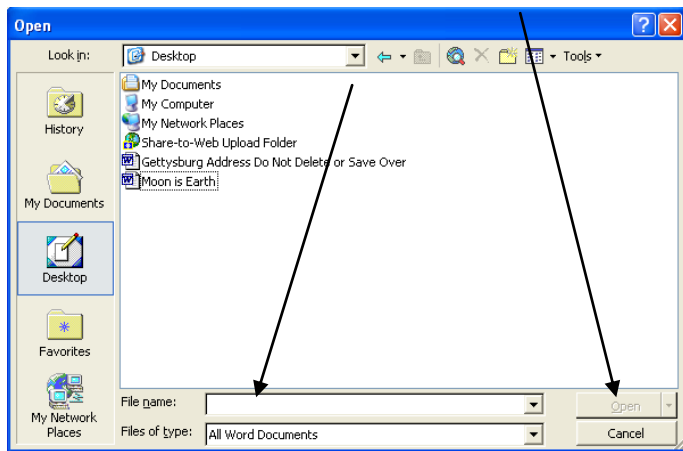 Open
Look in:
Desktop
Tools
My Documents
My Computer
My Network Places
Share-to-Web Upload Folder
Gettysburg Address Do Not Delete or Save Over
Moon is Earth
History
My Documents
Desktop
Favorites
My Network
Places
File name:
Open
Files of type:
All Word Documents
Cancel